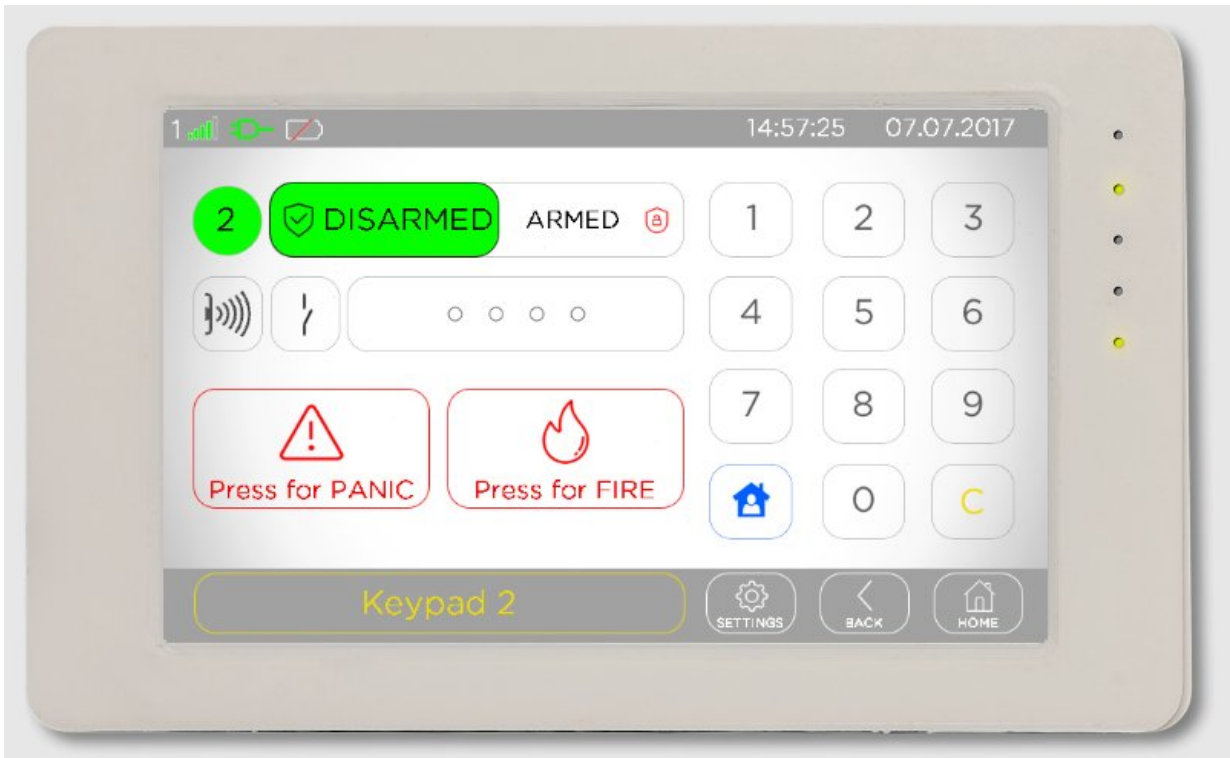 1 14:57:25 07.07.2017
2 DISARMED ARMED 1 2 3
4 5 6
Press for PANIC Press for FIRE 7 8 9
0 C
Keypad 2 SETTINGS BACK HOME